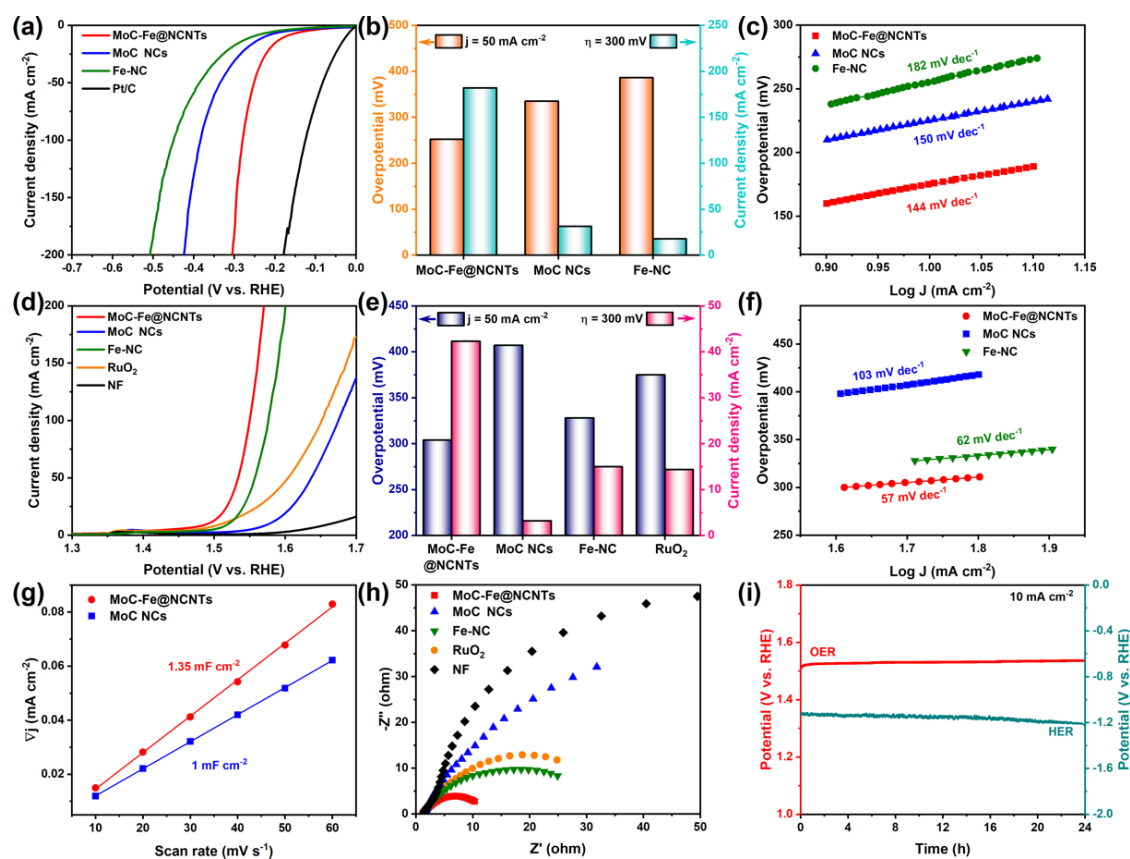 (a)
MoC-Fe@NCNTs
MoC NCs
Fe-NC
Pt/C
0
-50
-100
-150
-200
Current density (mA cm⁻²)
-0.7 -0.6 -0.5 -0.4 -0.3 -0.2 -0.1 0.0
Potential (V vs. RHE)
(b)
j = 50 mA cm⁻²
η = 300 mV
500
450
400
350
300
250
200
150
100
50
0
Overpotential (mV)
250
200
150
100
50
0
Current density (mA cm⁻²)
MoC-Fe@NCNTs MoC NCs Fe-NC
(c)
MoC-Fe@NCNTs
MoC NCs
Fe-NC
182 mV dec⁻¹
150 mV dec⁻¹
144 mV dec⁻¹
300
250
200
150
Overpotential (mV)
0.90 0.95 1.00 1.05 1.10 1.15
Log J (mA cm⁻²)
(d)
MoC-Fe@NCNTs
MoC NCs
Fe-NC
RuO₂
NF
200
150
100
50
0
Current density (mA cm⁻²)
1.3 1.4 1.5 1.6 1.7
Potential (V vs. RHE)
(e)
j = 50 mA cm⁻²
η = 300 mV
450
400
350
300
250
200
Overpotential (mV)
50
40
30
20
10
0
Current density (mA cm⁻²)
MoC-Fe MoC NCs Fe-NC RuO₂
@NCNTs
(f)
MoC-Fe@NCNTs
MoC NCs
Fe-NC
103 mV dec⁻¹
62 mV dec⁻¹
57 mV dec⁻¹
450
400
350
300
250
Overpotential (mV)
1.6 1.7 1.8 1.9
Log J (mA cm⁻²)
(g)
MoC-Fe@NCNTs
MoC NCs
1.35 mF cm⁻²
1 mF cm⁻²
0.08
0.06
0.04
0.02
∇j (mA cm⁻²)
10 20 30 40 50 60
Scan rate (mV s⁻¹)
(h)
MoC-Fe@NCNTs
MoC NCs
Fe-NC
RuO₂
NF
-50
-40
-30
-20
-10
0
-Z'' (ohm)
0 10 20 30 40 50
Z' (ohm)
(i)
10 mA cm⁻²
OER
HER
1.8
1.6
1.4
1.2
1.0
Potential (V vs. RHE)
0.0
-0.4
-0.8
-1.2
-1.6
-2.0
Potential (V vs. RHE)
0 4 8 12 16 20 24
Time (h)